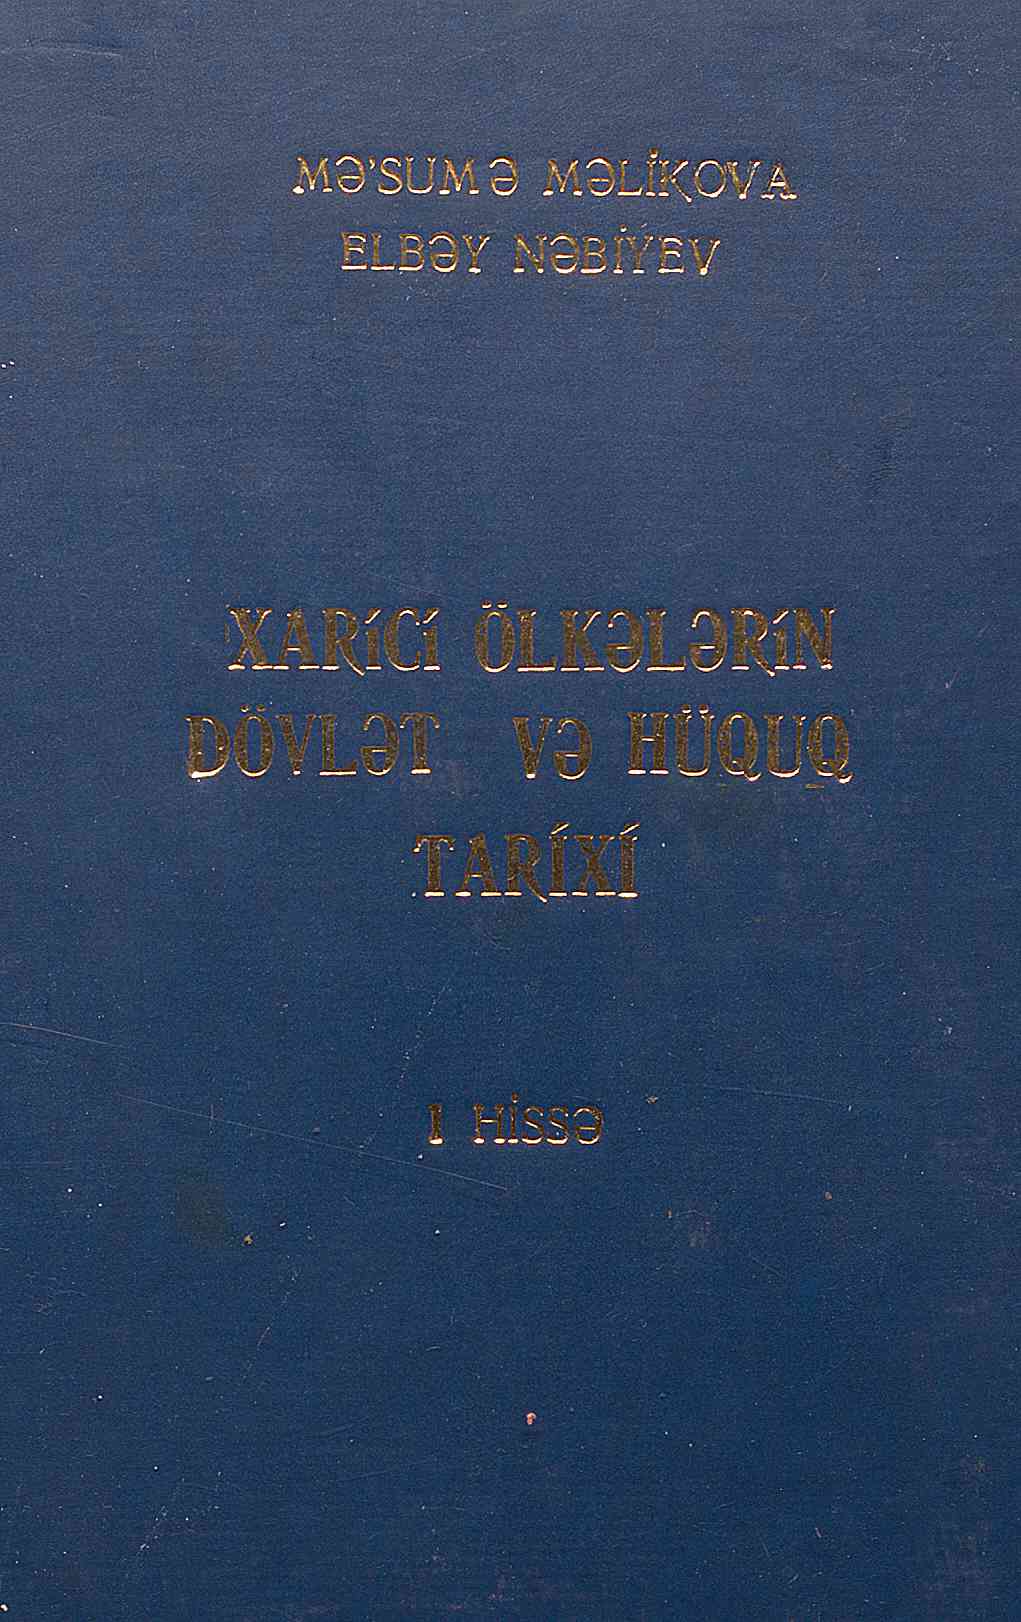 MƏ'SUMƏ MƏLİKOVA
ELBƏY NƏBİYEV
XARİCİ ÖLKƏLƏRİN
DÖVLƏT VƏ HÜQUQ
TARİXİ
I HİSSƏ